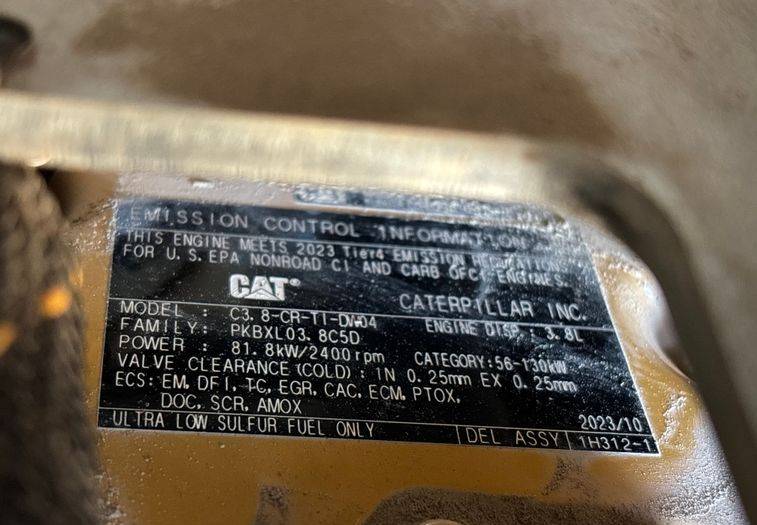 EMISSION CONTROL INFORMATION
THIS ENGINE MEETS 2023 Tier4 EMISSION REGULATION
FOR U.S.EPA NONROAD CI AND CARB OFCI ENGINES.
CAT® CATERPILLAR INC.
MODEL : C3.8-CR-TI-DW04 ENGINE DISP : 3.8L
FAMILY: PKBXL03.8C5D
POWER : 81.8kW/2400rpm CATEGORY:56-130kW
VALVE CLEARANCE(COLD): IN 0.25mm EX 0.25mm
ECS: EM, DFI, TC, EGR, CAC, ECM, PTOX,
DOC, SCR, AMOX
2023/10
ULTRA LOW SULFUR FUEL ONLY DEL ASSY 1H312-1